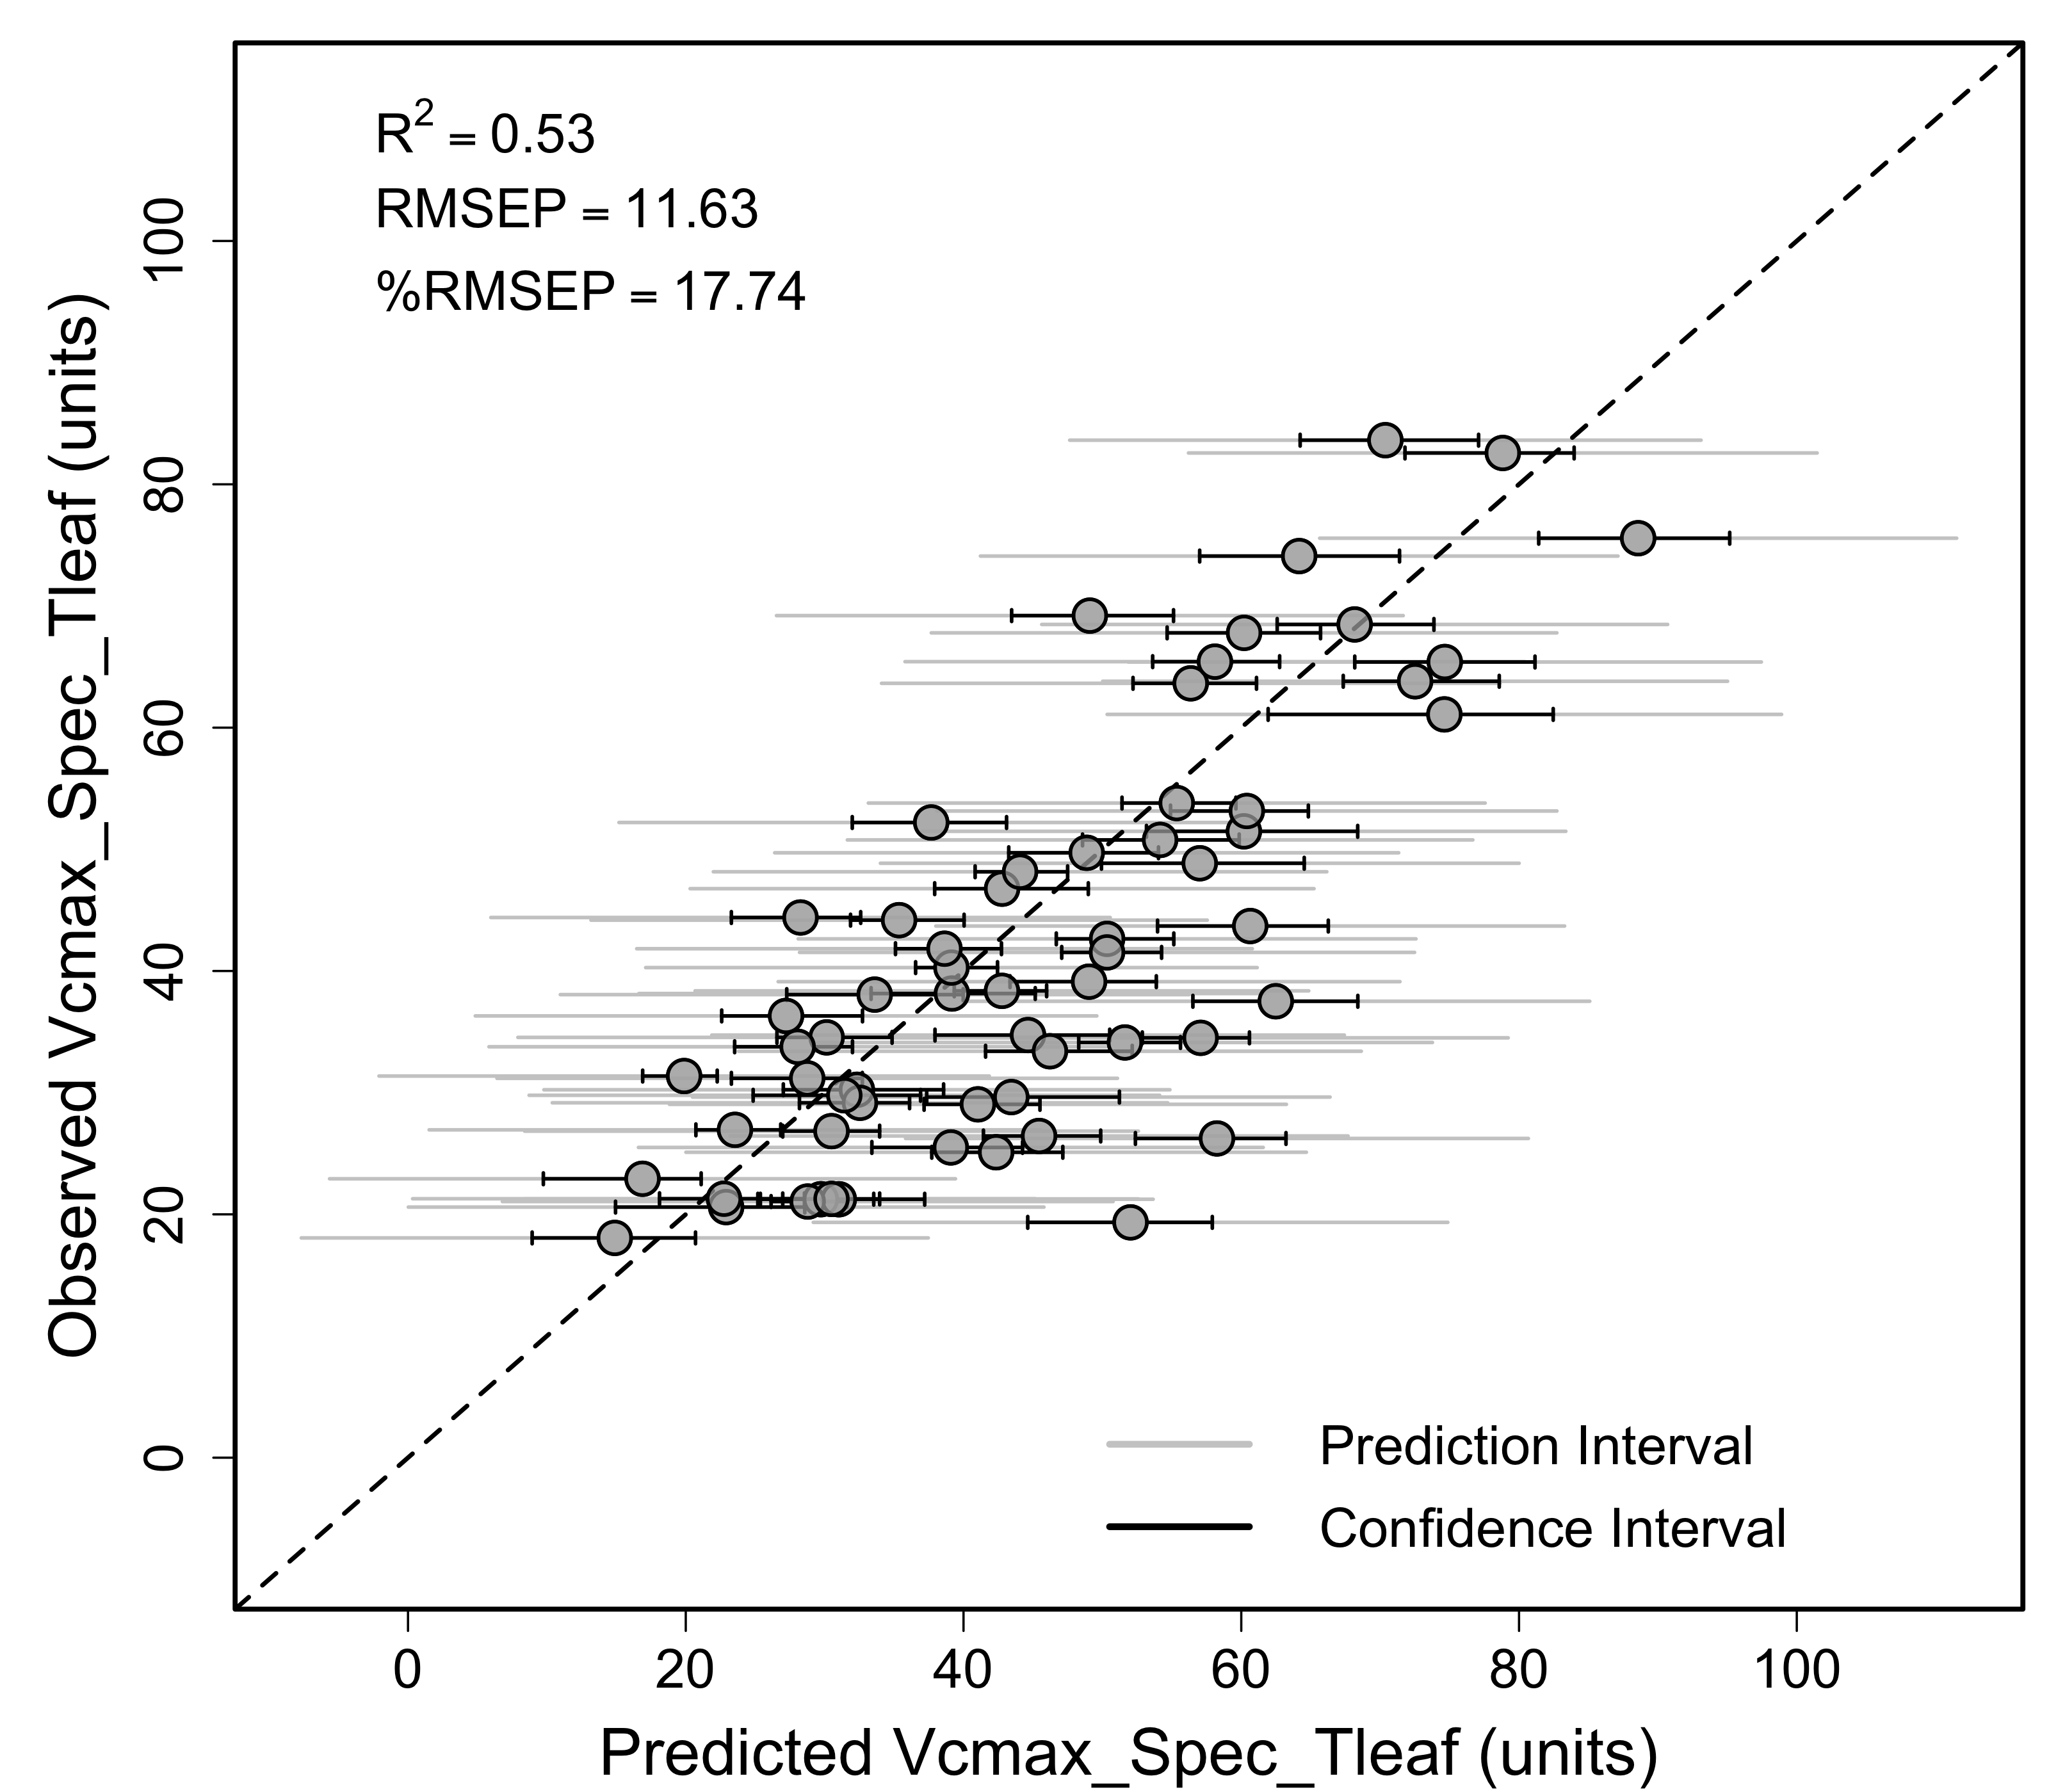 R² = 0.53
RMSEP = 11.63
%RMSEP = 17.74
Observed Vcmax_Spec_Tleaf (units)
100
80
60
40
20
0
Prediction Interval
Confidence Interval
0 20 40 60 80 100
Predicted Vcmax_Spec_Tleaf (units)